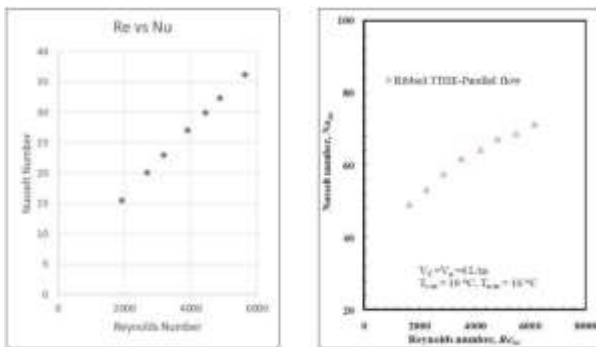 Re vs Nu
40
35
30
25
20
15
10
5
0
0 2000 4000 6000
Reynolds Number
Nusselt Number
100
80
60
40
20
Ribbed TTHE-Parallel flow
0 2000 4000 6000 8000
Reynolds number,
Nusselt number,